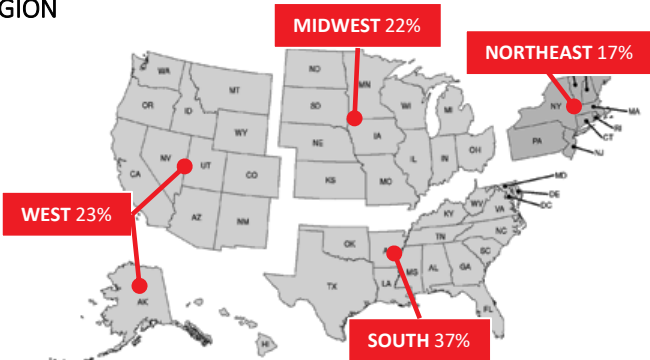 GION
MIDWEST 22%
NORTHEAST 17%
WEST 23%
SOUTH 37%
WA
MT
OR
ID
WY
NV
UT
CO
CA
AZ
NM
AK
HI
ND
MN
SD
WI
MI
NE
IA
IL
IN
OH
KS
MO
NY
MA
RI
CT
PA
NJ
MD
DE
DC
WV
VA
KY
NC
TN
OK
SC
MS
AL
GA
TX
LA
FL